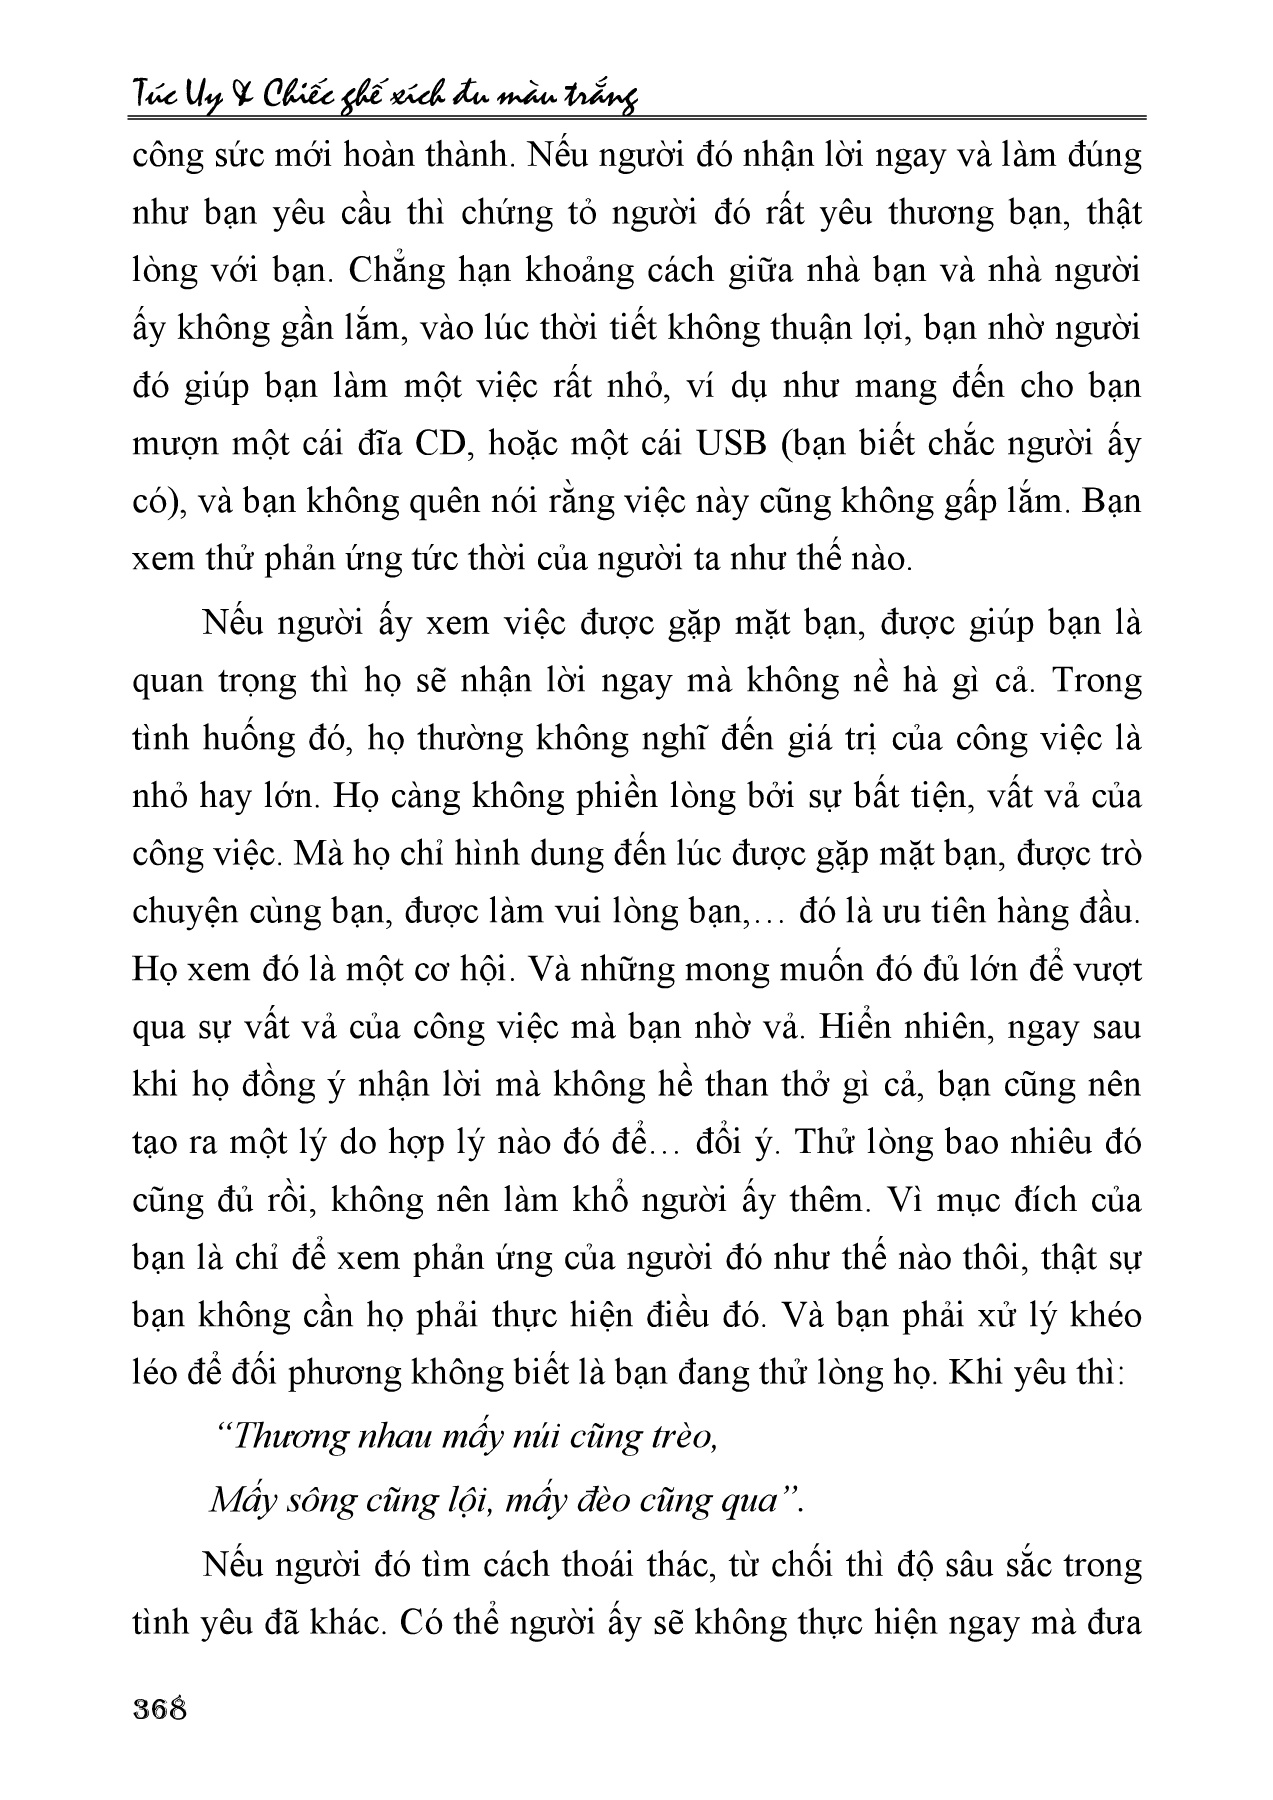 Túc Uy & Chiếc ghế xích đu màu trắng
công sức mới hoàn thành. Nếu người đó nhận lời ngay và làm đúng
như bạn yêu cầu thì chứng tỏ người đó rất yêu thương bạn, thật
lòng với bạn. Chẳng hạn khoảng cách giữa nhà bạn và nhà người
ấy không gần lắm, vào lúc thời tiết không thuận lợi, bạn nhờ người
đó giúp bạn làm một việc rất nhỏ, ví dụ như mang đến cho bạn
mượn một cái đĩa CD, hoặc một cái USB (bạn biết chắc người ấy
có), và bạn không quên nói rằng việc này cũng không gấp lắm. Bạn
xem thử phản ứng tức thời của người ta như thế nào.
Nếu người ấy xem việc được gặp mặt bạn, được giúp bạn là
quan trọng thì họ sẽ nhận lời ngay mà không nề hà gì cả. Trong
tình huống đó, họ thường không nghĩ đến giá trị của công việc là
nhỏ hay lớn. Họ càng không phiền lòng bởi sự bất tiện, vất vả của
công việc. Mà họ chỉ hình dung đến lúc được gặp mặt bạn, được trò
chuyện cùng bạn, được làm vui lòng bạn,… đó là ưu tiên hàng đầu.
Họ xem đó là một cơ hội. Và những mong muốn đó đủ lớn để vượt
qua sự vất vả của công việc mà bạn nhờ vả. Hiển nhiên, ngay sau
khi họ đồng ý nhận lời mà không hề than thở gì cả, bạn cũng nên
tạo ra một lý do hợp lý nào đó để… đổi ý. Thử lòng bao nhiêu đó
cũng đủ rồi, không nên làm khổ người ấy thêm. Vì mục đích của
bạn là chỉ để xem phản ứng của người đó như thế nào thôi, thật sự
bạn không cần họ phải thực hiện điều đó. Và bạn phải xử lý khéo
léo để đối phương không biết là bạn đang thử lòng họ. Khi yêu thì:
“Thương nhau mấy núi cũng trèo,
Mấy sông cũng lội, mấy đèo cũng qua”.
Nếu người đó tìm cách thoái thác, từ chối thì độ sâu sắc trong
tình yêu đã khác. Có thể người ấy sẽ không thực hiện ngay mà đưa
368